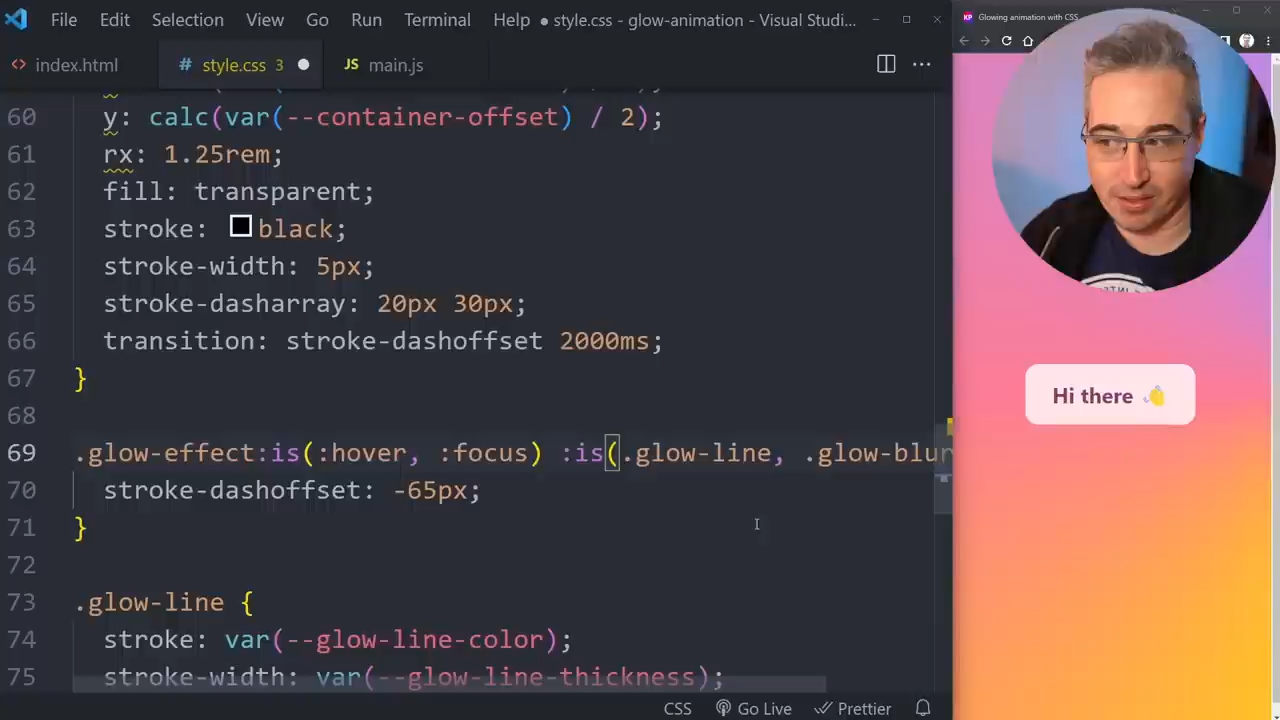 File Edit Selection View Go Run Terminal Help ● style.css - glow-animation - Visual Studi...
KP Glowing animation with CSS
<> index.html # style.css 3 ● JS main.js ...
60 y: calc(var(--container-offset) / 2);
61 rx: 1.25rem;
62 fill: transparent;
63 stroke: black;
64 stroke-width: 5px;
65 stroke-dasharray: 20px 30px;
66 transition: stroke-dashoffset 2000ms;
67 }
68
69 .glow-effect:is(:hover, :focus) :is(.glow-line, .glow-blur
70 stroke-dashoffset: -65px;
71 }
72
73 .glow-line {
74 stroke: var(--glow-line-color);
75 stroke-width: var(--glow-line-thickness);
Hi there 👋
CSS Go Live Prettier